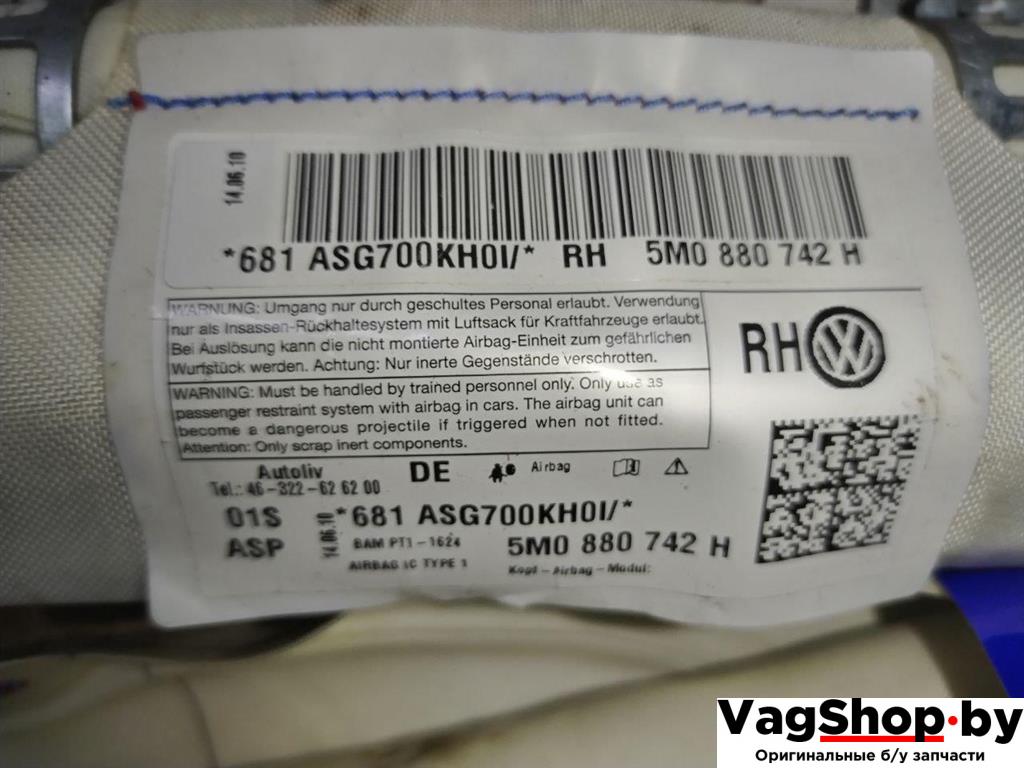 14.06.10
*681 ASG700KH0I/* RH 5M0 880 742 H
WARNUNG: Umgang nur durch geschultes Personal erlaubt. Verwendung
nur als Insassen-Rückhaltesystem mit Luftsack für Kraftfahrzeuge erlaubt.
Bei Auslösung kann die nicht montierte Airbag-Einheit zum gefährlichen
Wurfstück werden. Achtung: Nur inerte Gegenstände verschrotten.
RH
WARNING: Must be handled by trained personnel only. Only use as
passenger restraint system with airbag in cars. The airbag unit can
become a dangerous projectile if triggered when not fitted.
Attention: Only scrap inert components.
Autoliv DE Airbag
Tel.: 46-322-62 62 00
01S 14.06.10 *681 ASG700KH0I/*
ASP BAM PT1-1624 5M0 880 742 H
AIRBAG IC TYPE 1 Kopf-Airbag-Modul:
VagShop.by
Оригинальные б/у запчасти